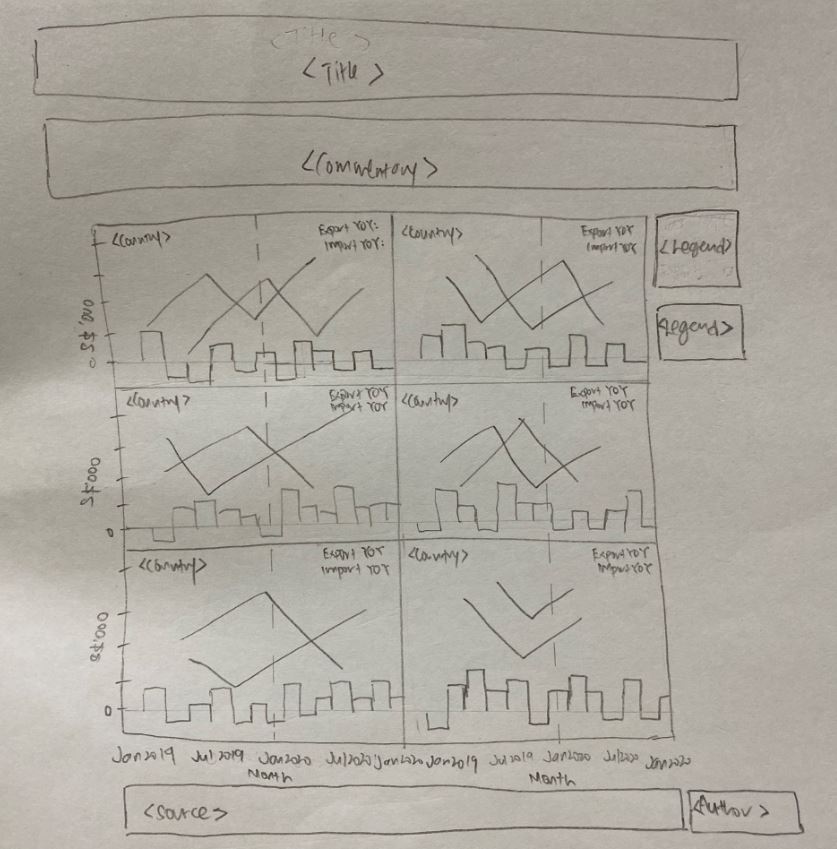 <Title>
<Title>
<Commentary>
<Country>
Export YOY:
Import YOY:
<Country>
Export YOY
Import YOY
<Legend>
<Legend>
S$'000
0
<Country>
Export YOY
Import YOY
<Country>
Export YOY
Import YOY
S$'000
0
<Country>
Export YOY
Import YOY
<Country>
Export YOY
Import YOY
S$'000
0
Jan2019 Jul2019 Jan2020 Jul2020 Jan2020 Jan2019 Jul2019 Jan2020 Jul2020 Jan2020
Month Month
<Source>
<Author>